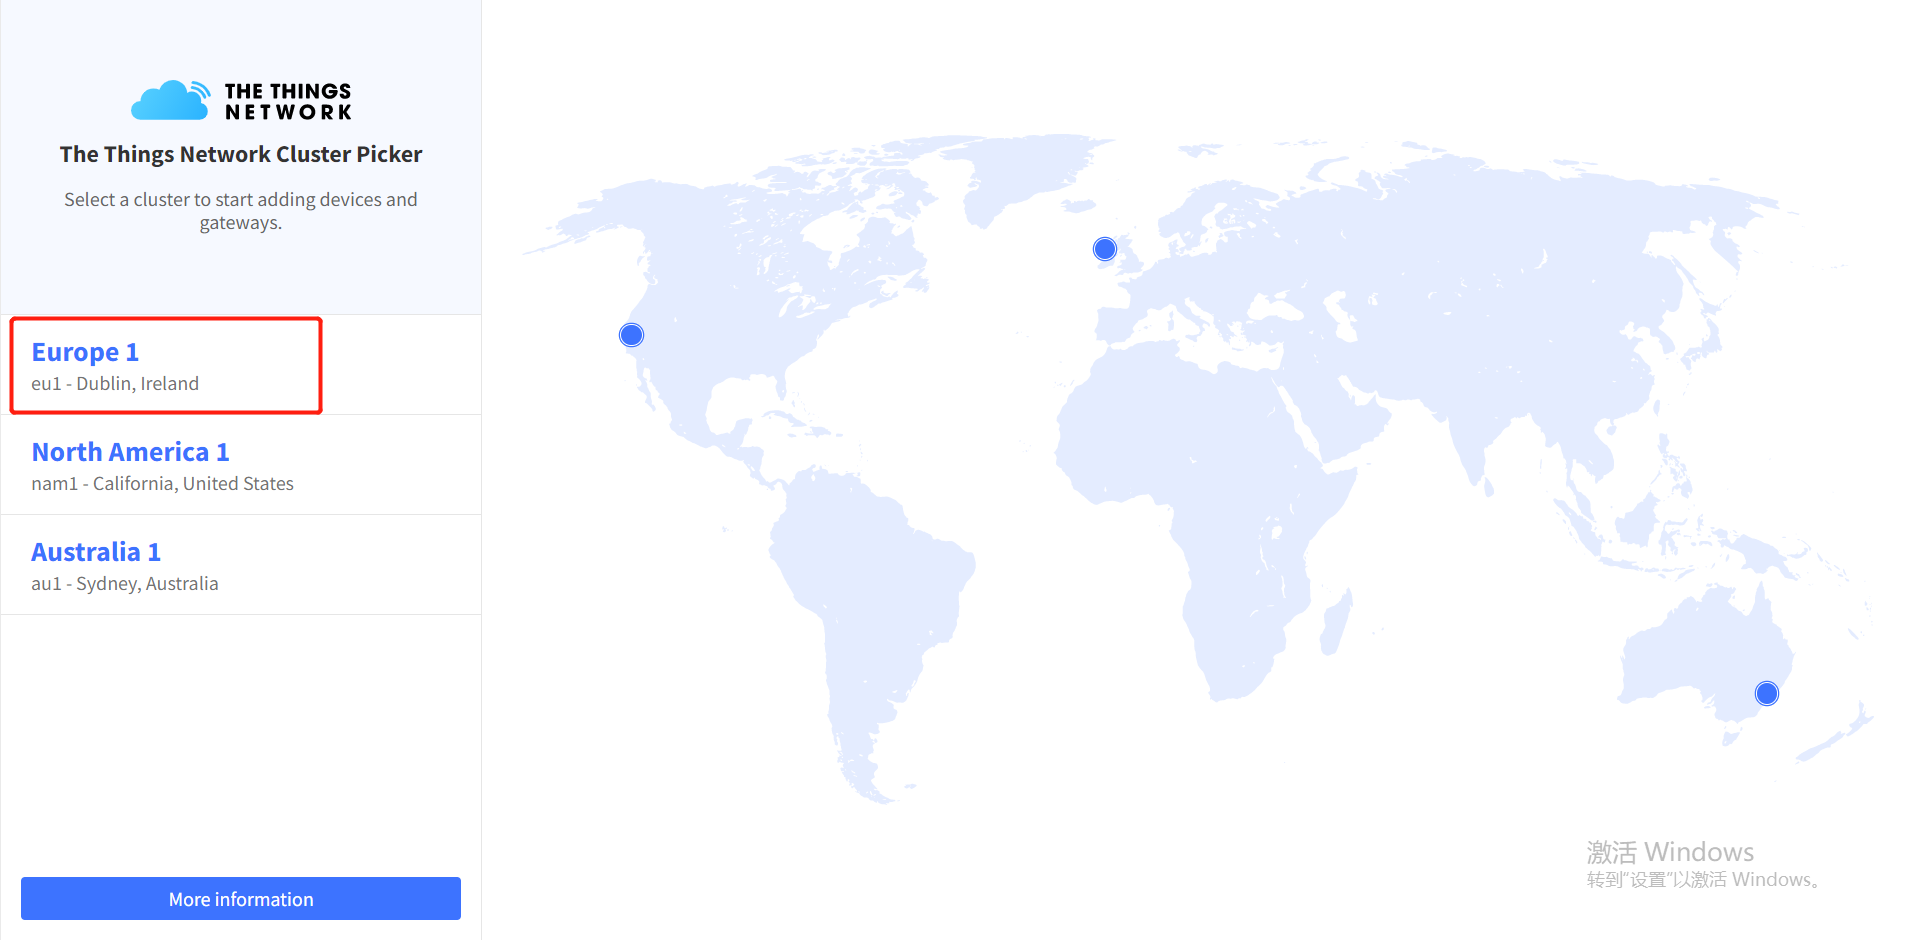 THE THINGS
NETWORK
The Things Network Cluster Picker
Select a cluster to start adding devices and
gateways.
Europe 1
eu1 - Dublin, Ireland
North America 1
nam1 - California, United States
Australia 1
au1 - Sydney, Australia
More information
激活 Windows
转到“设置”以激活 Windows。